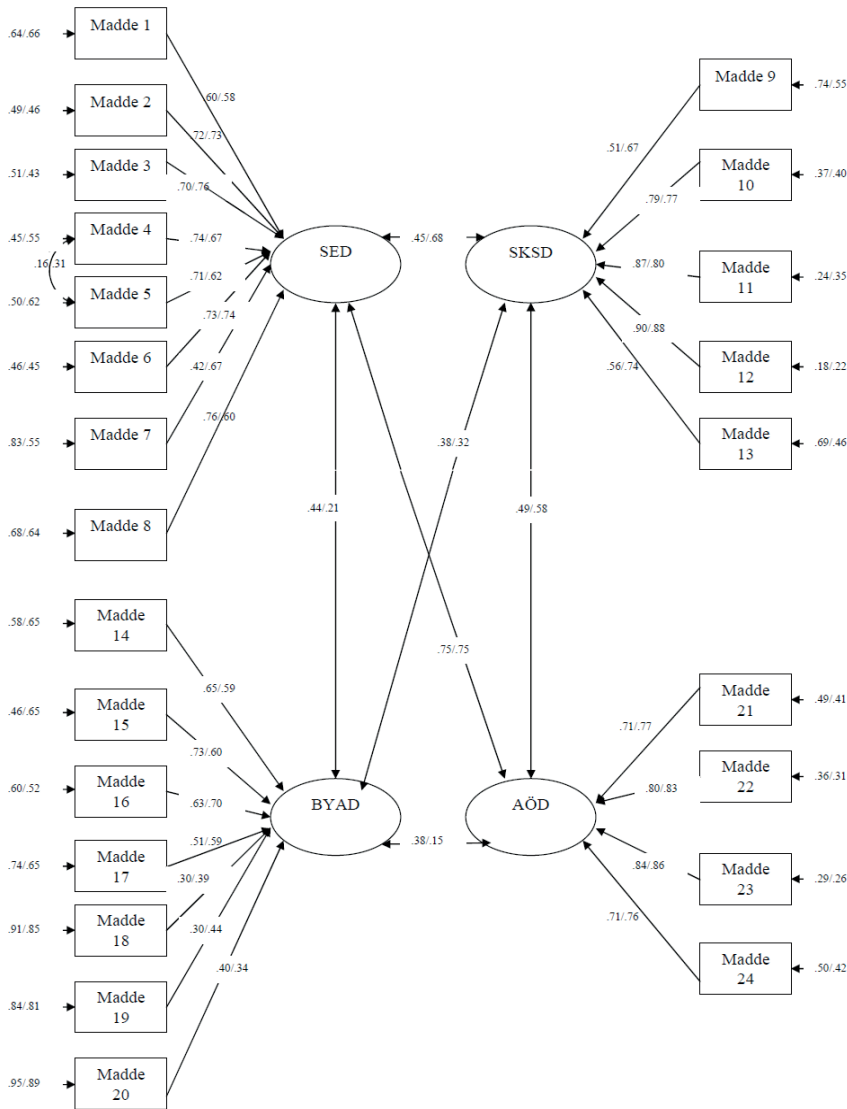 .64/.66
Madde 1
.60/.58
.49/.46
Madde 2
.72/.73
.51/.43
Madde 3
.70/.76
.45/.55
Madde 4
.74/.67
.16/.31
.50/.62
Madde 5
.71/.62
.46/.45
Madde 6
.73/.74
.83/.55
Madde 7
.42/.67
.68/.64
Madde 8
.76/.60
SED
.45/.68
SKSD
Madde 9
.74/.55
.51/.67
Madde
10
.37/.40
.79/.77
Madde
11
.24/.35
.87/.80
Madde
12
.18/.22
.90/.88
Madde
13
.69/.46
.56/.74
.38/.32
.44/.21
.49/.58
.75/.75
.58/.65
Madde
14
.65/.59
.46/.65
Madde
15
.73/.60
.60/.52
Madde
16
.63/.70
.74/.65
Madde
17
.51/.59
.91/.85
Madde
18
.30/.39
.84/.81
Madde
19
.30/.44
.95/.89
Madde
20
.40/.34
BYAD
.38/.15
AÖD
Madde
21
.49/.41
.71/.77
Madde
22
.36/.31
.80/.83
Madde
23
.29/.26
.84/.86
Madde
24
.50/.42
.71/.76